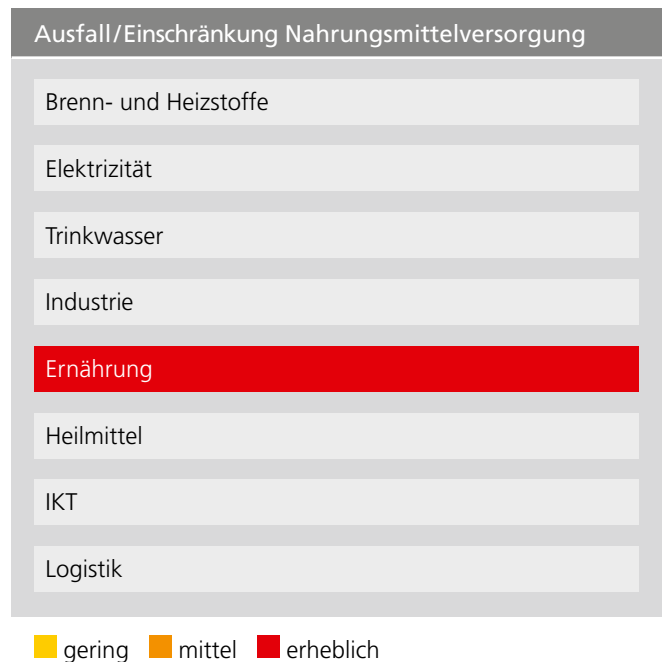 Ausfall/Einschränkung Nahrungsmittelversorgung
Brenn- und Heizstoffe
Elektrizität
Trinkwasser
Industrie
Ernährung
Heilmittel
IKT
Logistik
gering mittel erheblich